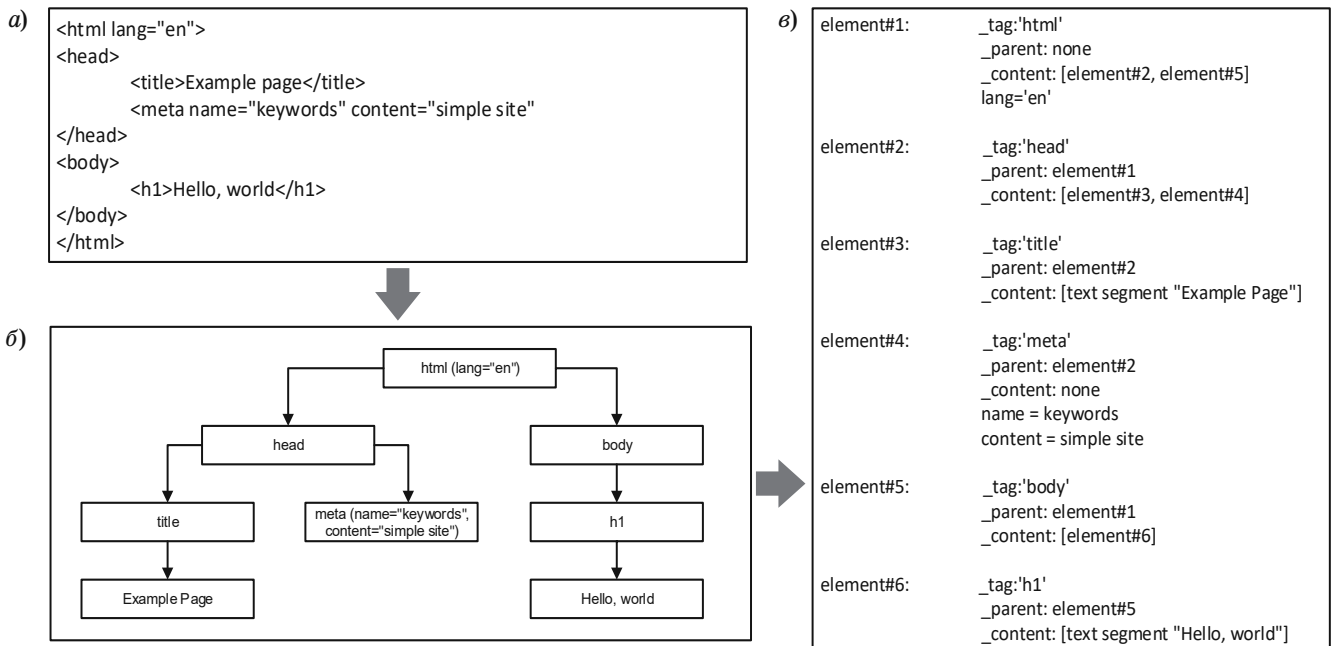 а)
<html lang="en">
<head>
<title>Example page</title>
<meta name="keywords" content="simple site"
</head>
<body>
<h1>Hello, world</h1>
</body>
</html>
б)
html (lang="en")
head
body
title
meta (name="keywords",
content="simple site")
h1
Example Page
Hello, world
в)
element#1: _tag:'html'
_parent: none
_content: [element#2, element#5]
lang='en'
element#2: _tag:'head'
_parent: element#1
_content: [element#3, element#4]
element#3: _tag:'title'
_parent: element#2
_content: [text segment "Example Page"]
element#4: _tag:'meta'
_parent: element#2
_content: none
name = keywords
content = simple site
element#5: _tag:'body'
_parent: element#1
_content: [element#6]
element#6: _tag:'h1'
_parent: element#5
_content: [text segment "Hello, world"]